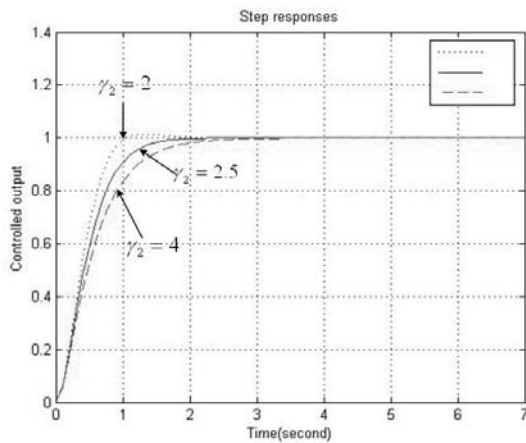 Step responses
1.4
1.2
1
0.8
0.6
0.4
0.2
0
γ₂ = 2
γ₂ = 2.5
γ₂ = 4
0 1 2 3 4 5 6 7
Controlled output
Time(second)